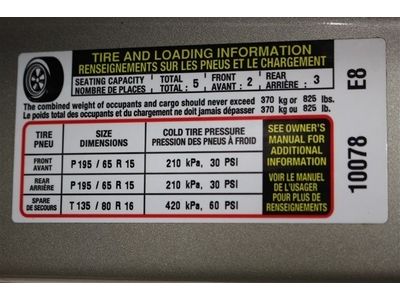 TIRE AND LOADING INFORMATION
RENSEIGNEMENTS SUR LES PNEUS ET LE CHARGEMENT
SEATING CAPACITY TOTAL FRONT REAR
NOMBRE DE PLACES TOTAL : 5 AVANT : 2 ARRIÈRE : 3
The combined weight of occupants and cargo should never exceed 370 kg or 825 lbs.
Le poids total des occupants et du chargement ne doit jamais dépasser 370 kg ou 825 lb.
TIRE SIZE COLD TIRE PRESSURE
PNEU DIMENSIONS PRESSION DES PNEUS À FROID
FRONT
AVANT P 195 / 65 R 15 210 kPa, 30 PSI
REAR
ARRIÈRE P 195 / 65 R 15 210 kPa, 30 PSI
SPARE
DE SECOURS T 135 / 80 R 16 420 kPa, 60 PSI
SEE OWNER'S
MANUAL FOR
ADDITIONAL
INFORMATION
VOIR LE MANUEL
DE L'USAGER
POUR PLUS DE
RENSEIGNEMENTS
10078 E8